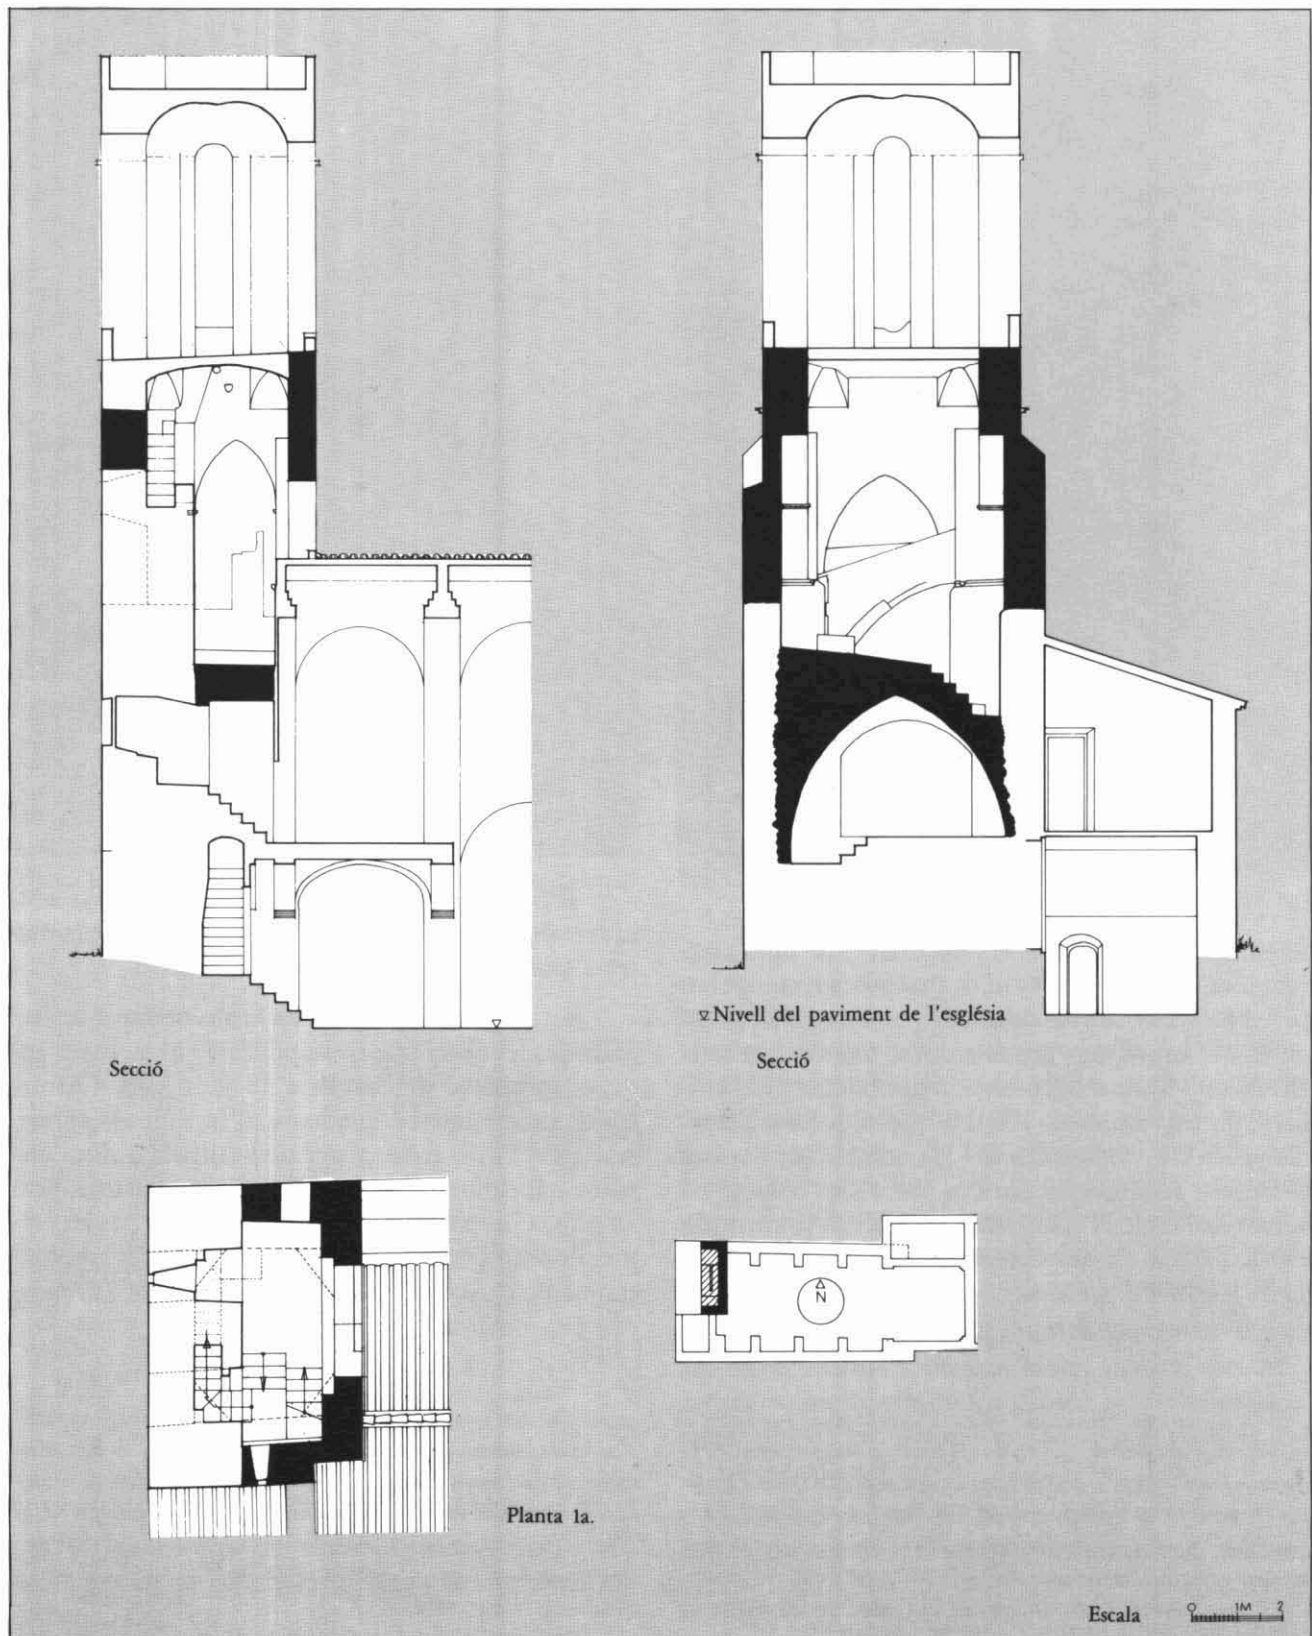 ▽ Nivell del paviment de l'església
Secció
Secció
N
Planta 1a.
Escala 0 1M 2